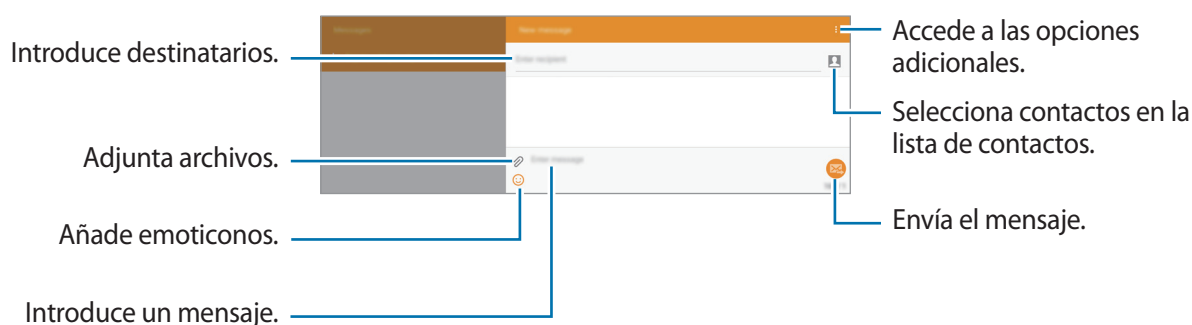 Messages
New message
Accede a las opciones
adicionales.
Introduce destinatarios.
Enter recipient
Selecciona contactos en la
lista de contactos.
Adjunta archivos.
Enter message
Añade emoticonos.
Envía el mensaje.
Introduce un mensaje.